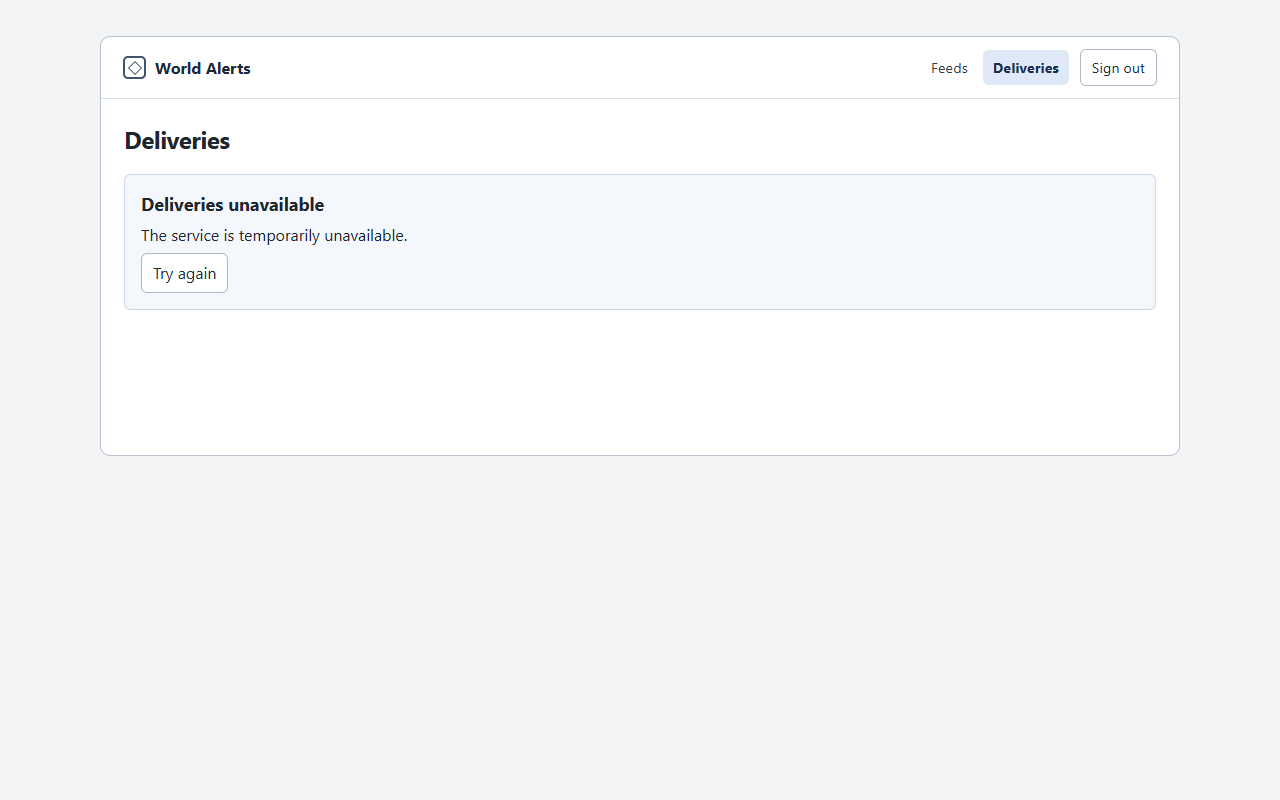 World Alerts
Feeds
Deliveries
Sign out
Deliveries
Deliveries unavailable
The service is temporarily unavailable.
Try again